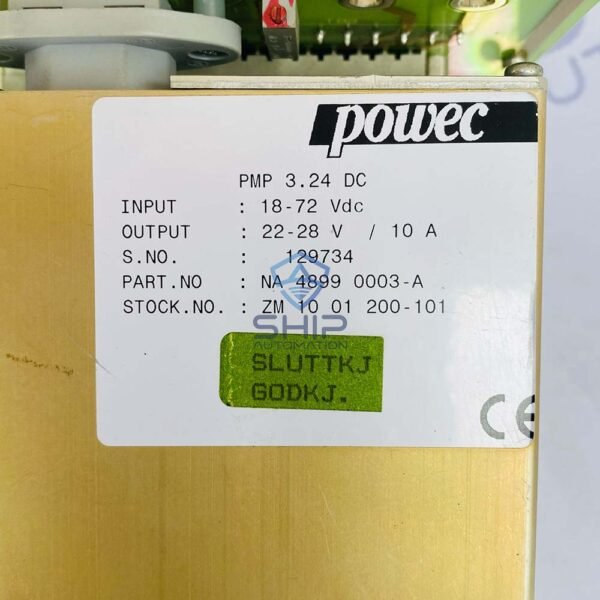 powec
PMP 3.24 DC
INPUT : 18-72 Vdc
OUTPUT : 22-28 V / 10 A
S.NO. : 129734
PART.NO : NA 4899 0003-A
STOCK.NO. : ZM 10 01 200-101
SHIP
AUTOMATION
SLUTTKJ
GODKJ.
CE